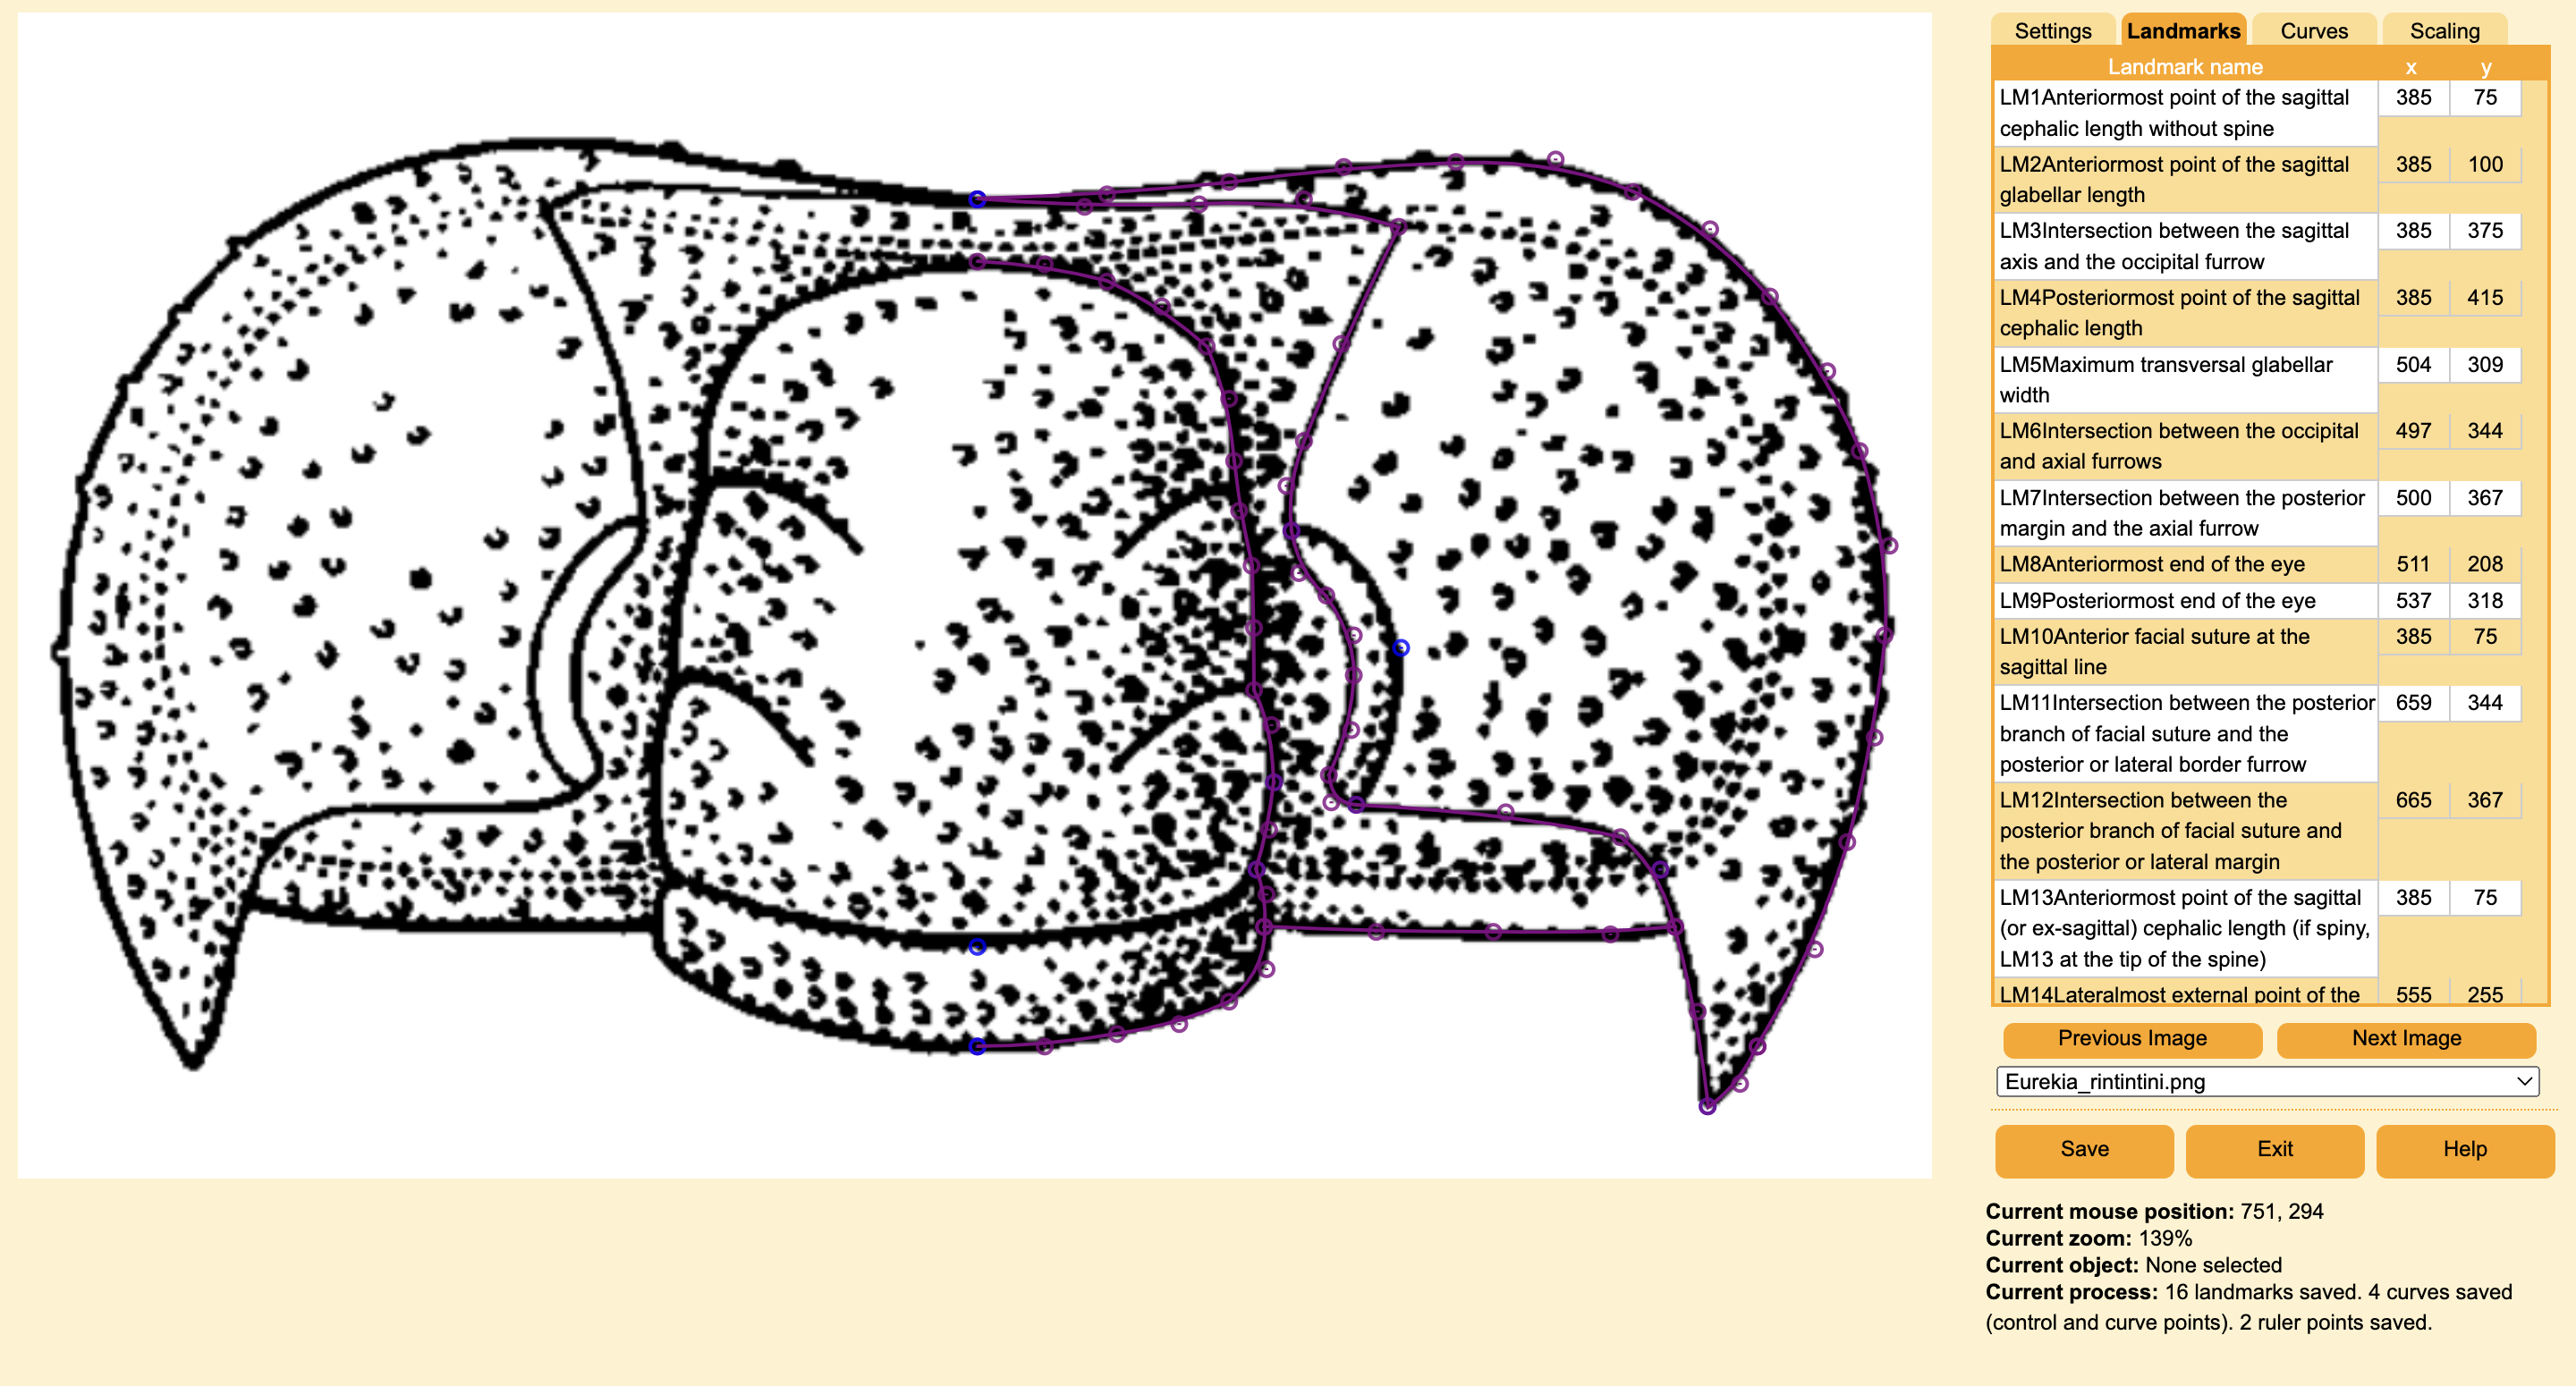 Settings Landmarks Curves Scaling
Landmark name x y
LM1Anteriormost point of the sagittal 385 75
cephalic length without spine
LM2Anteriormost point of the sagittal 385 100
glabellar length
LM3Intersection between the sagittal 385 375
axis and the occipital furrow
LM4Posteriormost point of the sagittal 385 415
cephalic length
LM5Maximum transversal glabellar 504 309
width
LM6Intersection between the occipital 497 344
and axial furrows
LM7Intersection between the posterior 500 367
margin and the axial furrow
LM8Anteriormost end of the eye 511 208
LM9Posteriormost end of the eye 537 318
LM10Anterior facial suture at the 385 75
sagittal line
LM11Intersection between the posterior 659 344
branch of facial suture and the
posterior or lateral border furrow
LM12Intersection between the 665 367
posterior branch of facial suture and
the posterior or lateral margin
LM13Anteriormost point of the sagittal 385 75
(or ex-sagittal) cephalic length (if spiny,
LM13 at the tip of the spine)
LM14Lateralmost external point of the 555 255
Previous Image Next Image
Eurekia_rintintini.png
Save Exit Help
Current mouse position: 751, 294
Current zoom: 139%
Current object: None selected
Current process: 16 landmarks saved. 4 curves saved
(control and curve points). 2 ruler points saved.